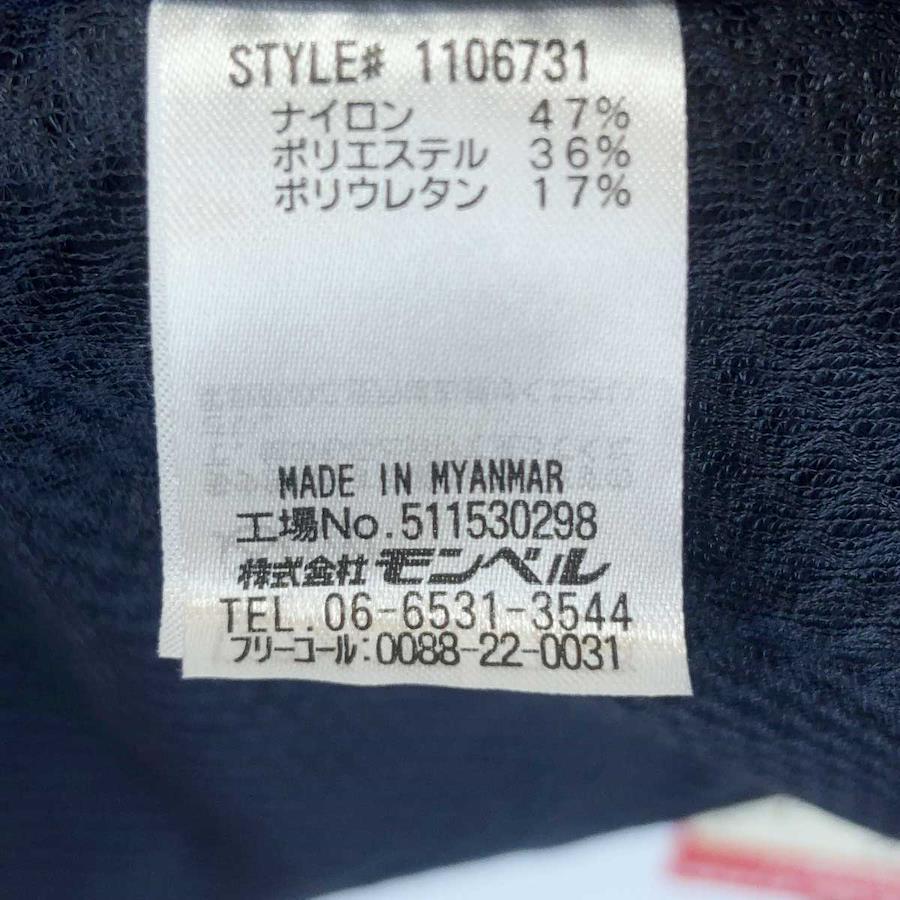 STYLE# 1106731
ナイロン 47%
ポリエステル 36%
ポリウレタン 17%
MADE IN MYANMAR
工場No.511530298
株式会社モンベル
TEL.06-6531-3544
フリーコール:0088-22-0031